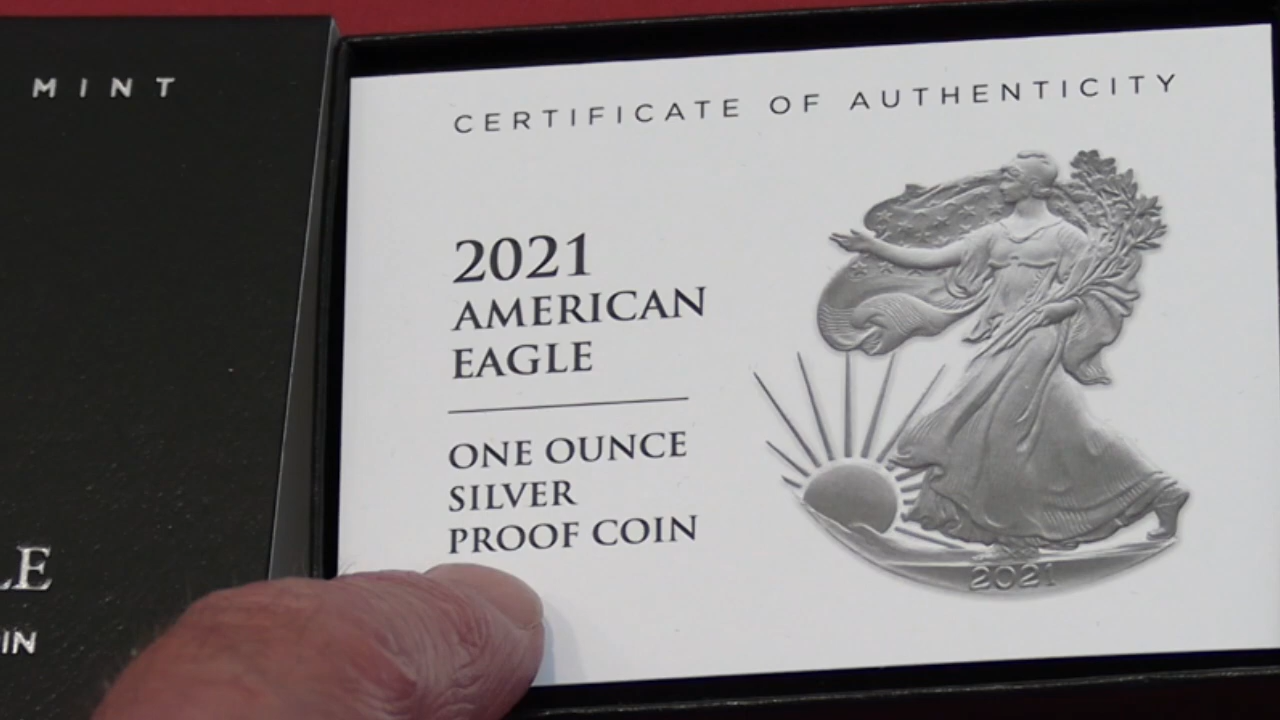 MINT
LE
IN
CERTIFICATE OF AUTHENTICITY
2021
AMERICAN
EAGLE
ONE OUNCE
SILVER
PROOF COIN
2021